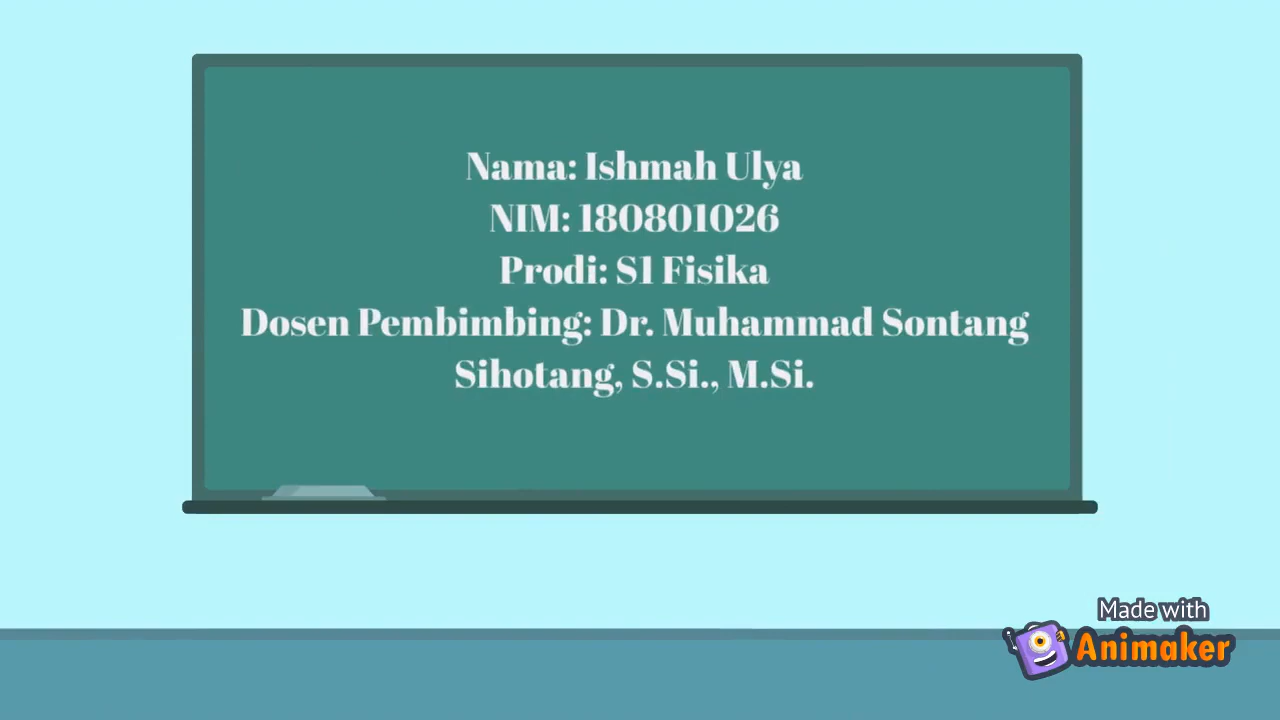 Nama: Ishmah Ulya
NIM: 180801026
Prodi: S1 Fisika
Dosen Pembimbing: Dr. Muhammad Sontang
Sihotang, S.Si., M.Si.
Made with
Animaker